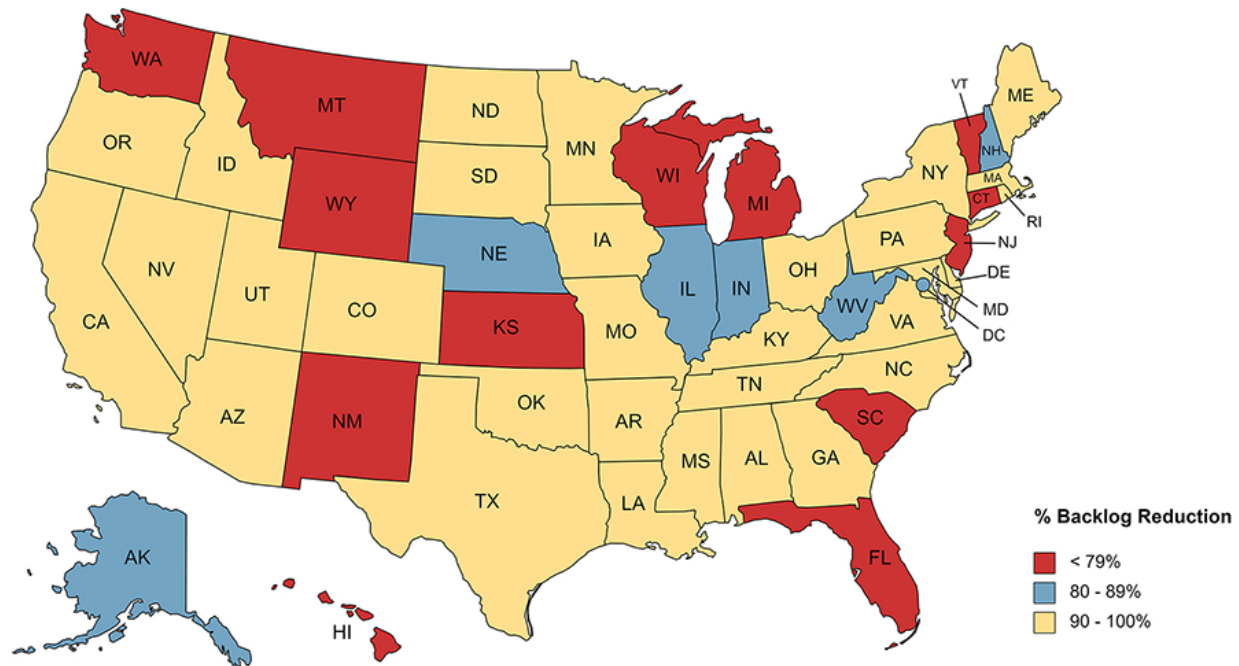 WA
MT
ND
MN
VT
ME
OR
ID
SD
WI
MI
NY
NH
MA
CT
RI
WY
NE
IA
PA
NJ
NV
UT
CO
IL
IN
OH
DE
MD
DC
CA
KS
MO
WV
VA
KY
NC
TN
AZ
NM
OK
AR
SC
MS
AL
GA
TX
LA
FL
AK
HI
% Backlog Reduction
< 79%
80 - 89%
90 - 100%